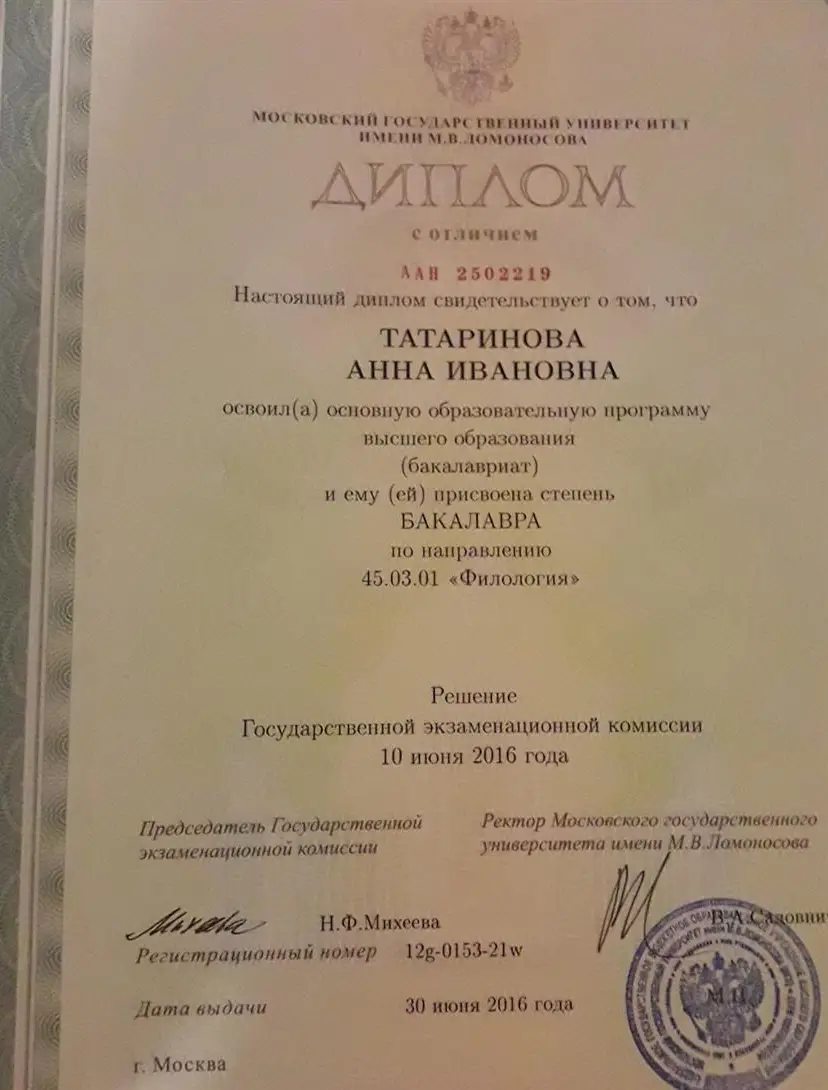 МОСКОВСКИЙ ГОСУДАРСТВЕННЫЙ УНИВЕРСИТЕТ
ИМЕНИ М.В.ЛОМОНОСОВА
ДИПЛОМ
С ОТЛИЧИЕМ
ААН 2502219
Настоящий диплом свидетельствует о том, что
ТАТАРИНОВА
АННА ИВАНОВНА
освоил(а) основную образовательную программу
высшего образования
(бакалавриат)
и ему (ей) присвоена степень
БАКАЛАВРА
по направлению
45.03.01 «Филология»
Решение
Государственной экзаменационной комиссии
10 июня 2016 года
Председатель Государственной
экзаменационной комиссии
Ректор Московского государственного
университета имени М.В.Ломоносова
Михеева Н.Ф.Михеева
В.А.Садовни
Регистрационный номер 12g-0153-21w
М.П.
Дата выдачи 30 июня 2016 года
г. Москва